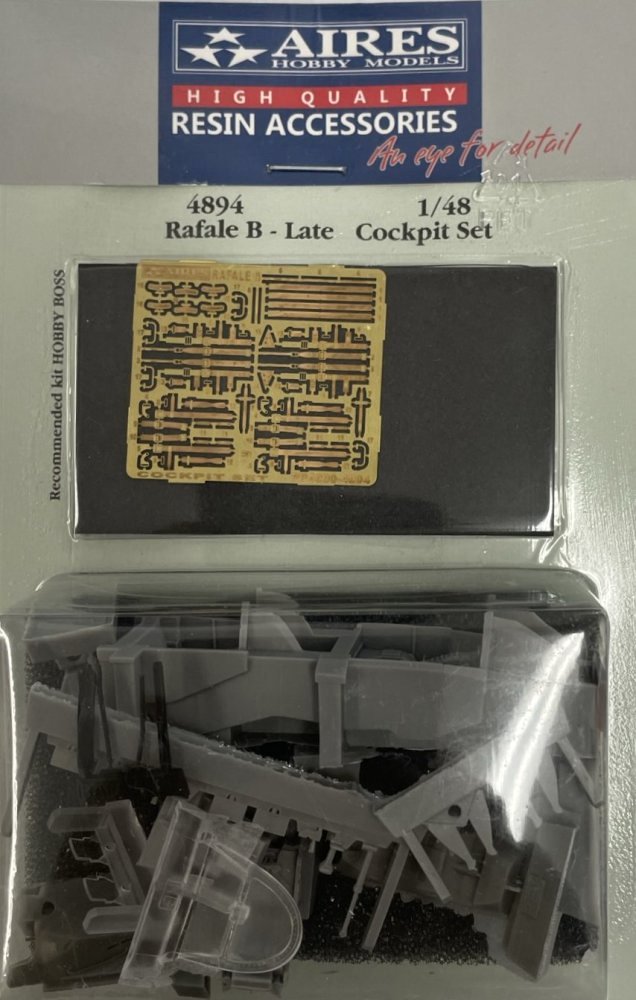 AIRES
HOBBY MODELS
HIGH QUALITY
RESIN ACCESSORIES
An eye for detail
4894 1/48
Rafale B - Late Cockpit Set
Recommended kit HOBBY BOSS
AIRES RAFALE B
COCKPIT SET